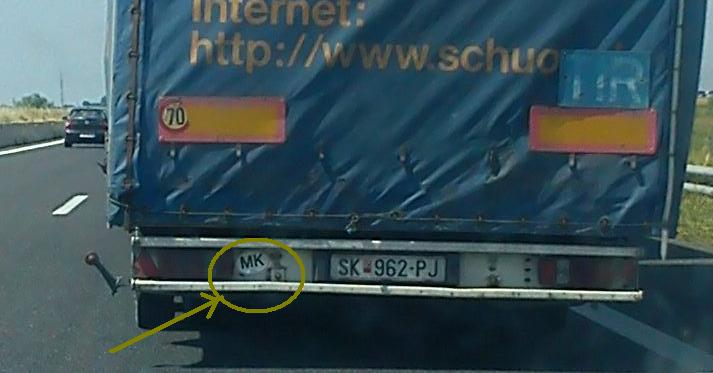 Internet:
http://www.schuo
TIR
70
MK
SK 962-PJ